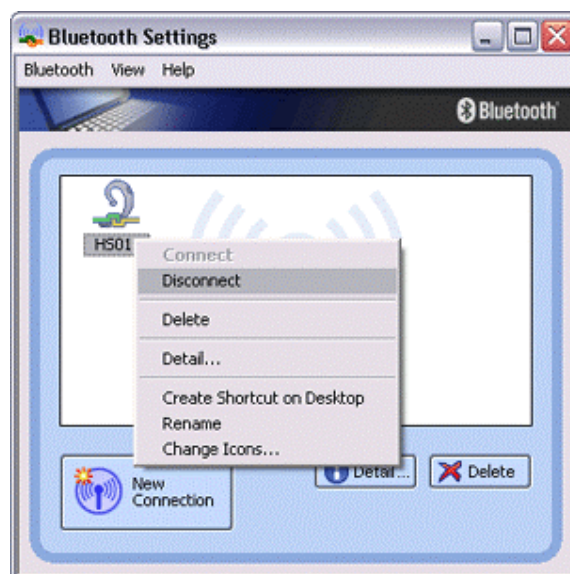 Bluetooth Settings
Bluetooth View Help
Bluetooth
HS01
Connect
Disconnect
Delete
Detail...
Create Shortcut on Desktop
Rename
Change Icons...
New
Connection
Detail...
Delete